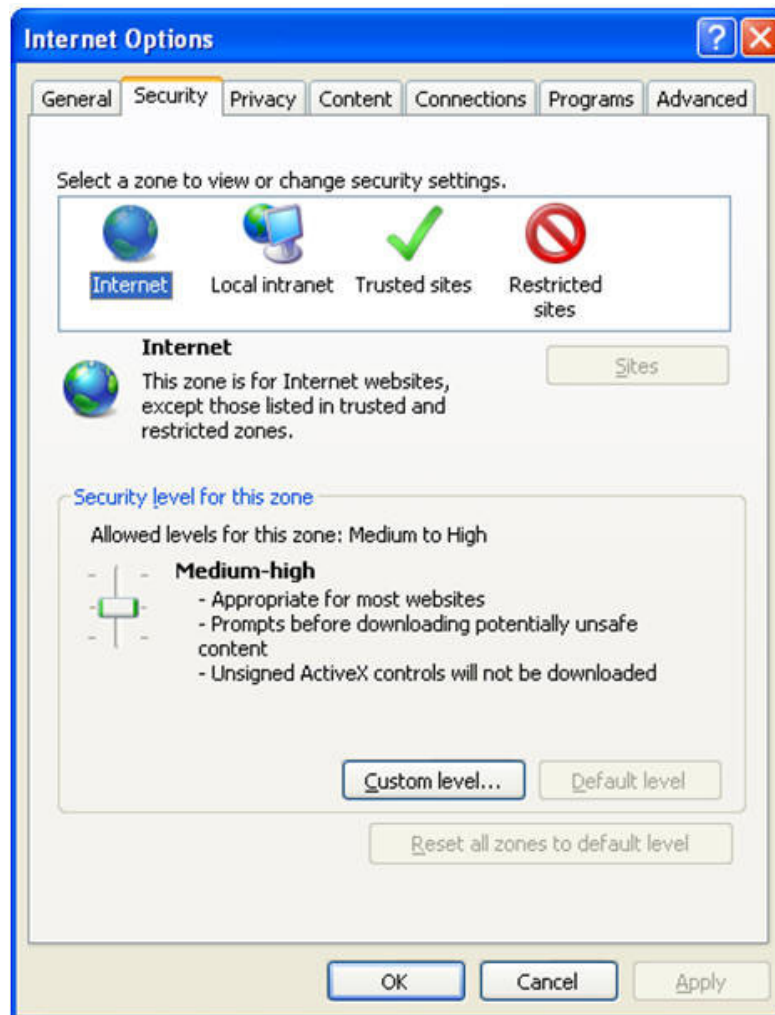 Internet Options
General Security Privacy Content Connections Programs Advanced
Select a zone to view or change security settings.
Internet Local intranet Trusted sites Restricted
sites
Internet
Sites
This zone is for Internet websites,
except those listed in trusted and
restricted zones.
Security level for this zone
Allowed levels for this zone: Medium to High
Medium-high
- Appropriate for most websites
- Prompts before downloading potentially unsafe
content
- Unsigned ActiveX controls will not be downloaded
Custom level... Default level
Reset all zones to default level
OK Cancel Apply